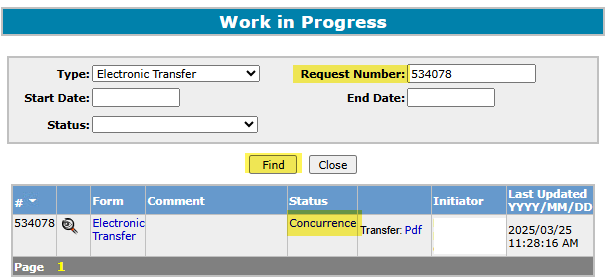 Work in Progress
Type: Electronic Transfer Request Number: 534078
Start Date: End Date:
Status:
Find Close
# Form Comment Status Initiator Last Updated YYYY/MM/DD
534078 Electronic Transfer Concurrence Transfer: Pdf 2025/03/25 11:28:16 AM
Page 1